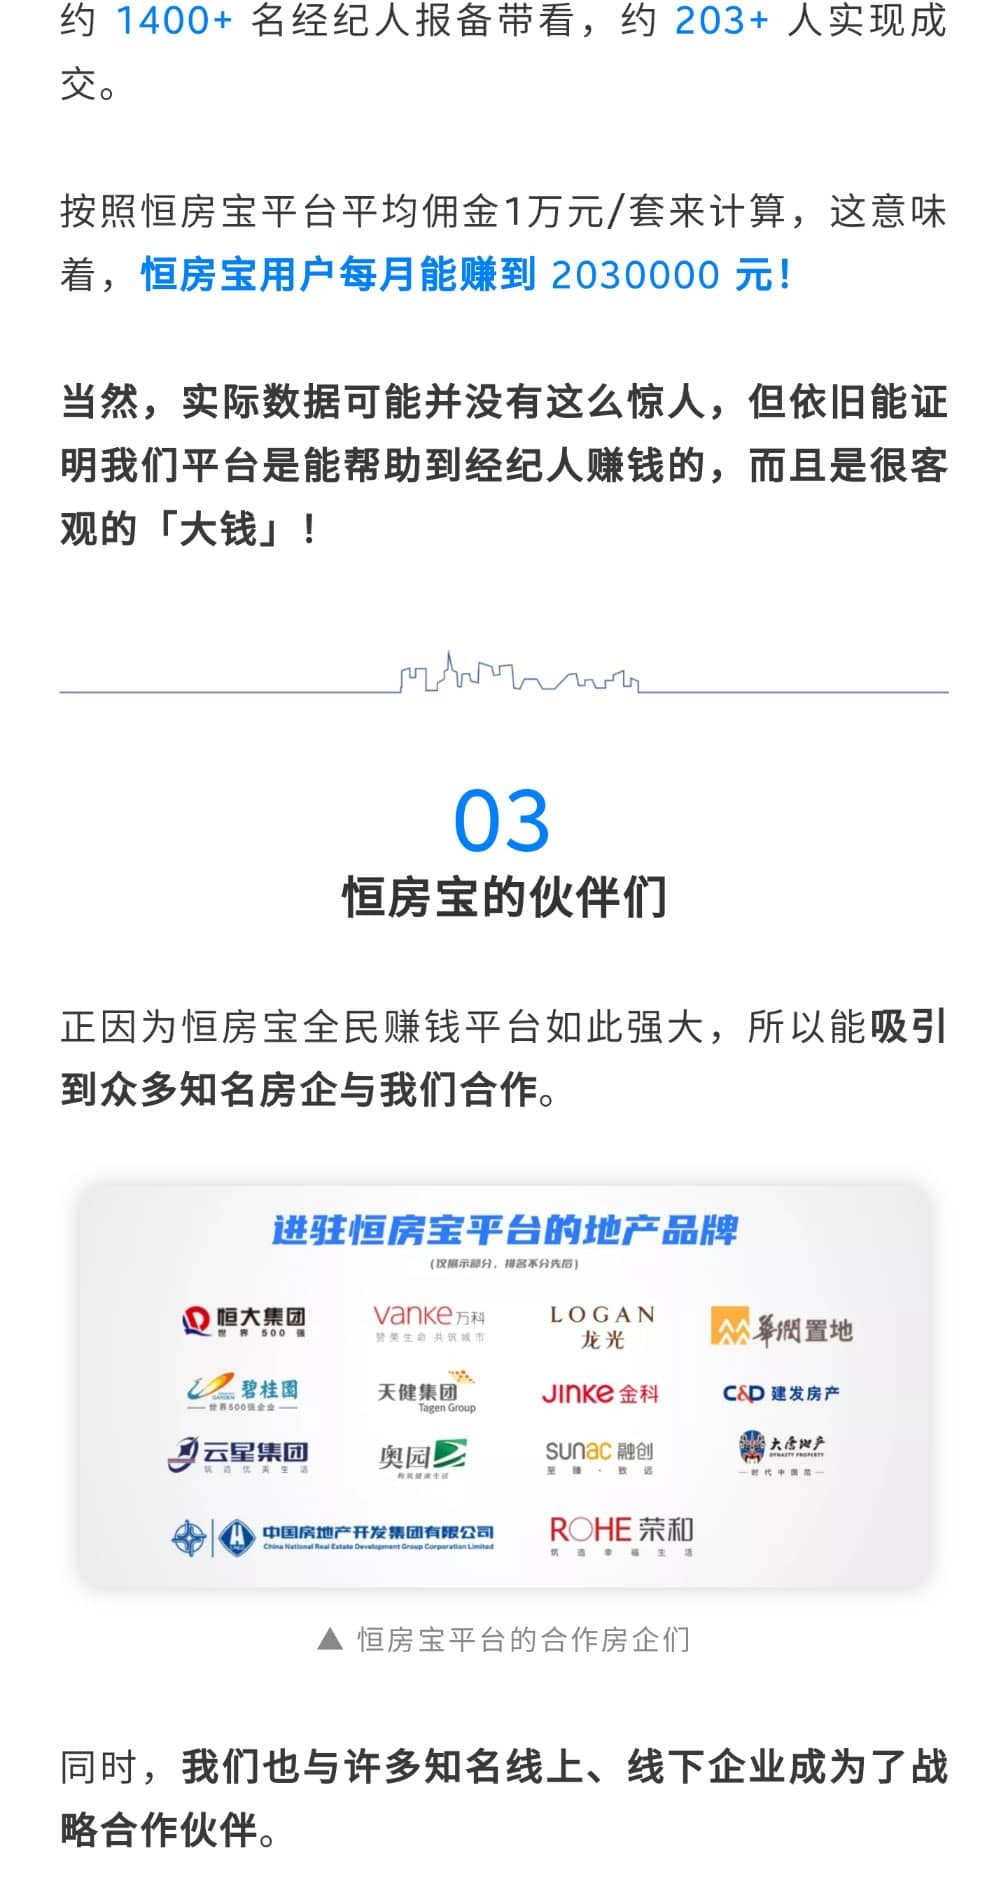 约 1400+ 名经纪人报备带看，约 203+ 人实现成
交。
按照恒房宝平台平均佣金1万元/套来计算，这意味
着，恒房宝用户每月能赚到 2030000 元！
当然，实际数据可能并没有这么惊人，但依旧能证
明我们平台是能帮助到经纪人赚钱的，而且是很客
观的「大钱」！
03
恒房宝的伙伴们
正因为恒房宝全民赚钱平台如此强大，所以能吸引
到众多知名房企与我们合作。
进驻恒房宝平台的地产品牌
（仅展示部分，排名不分先后）
恒大集团
世界500强
vanke万科
赞美生命 共筑城市
LOGAN
龙光
華潤置地
碧桂园
GARDEN
世界500强企业
天健集团
Tagen Group
JINKE金科
C&D 建发房产
云星集团
筑造优美生活
奥园
构筑健康生活
sunac 融创
至臻·致远
大唐地产
DYNASTY PROPERTY
时代中国范
中国房地产开发集团有限公司
China National Real Estate Development Group Corporation Limited
ROHE 荣和
筑造幸福生活
▲ 恒房宝平台的合作房企们
同时，我们也与许多知名线上、线下企业成为了战
略合作伙伴。